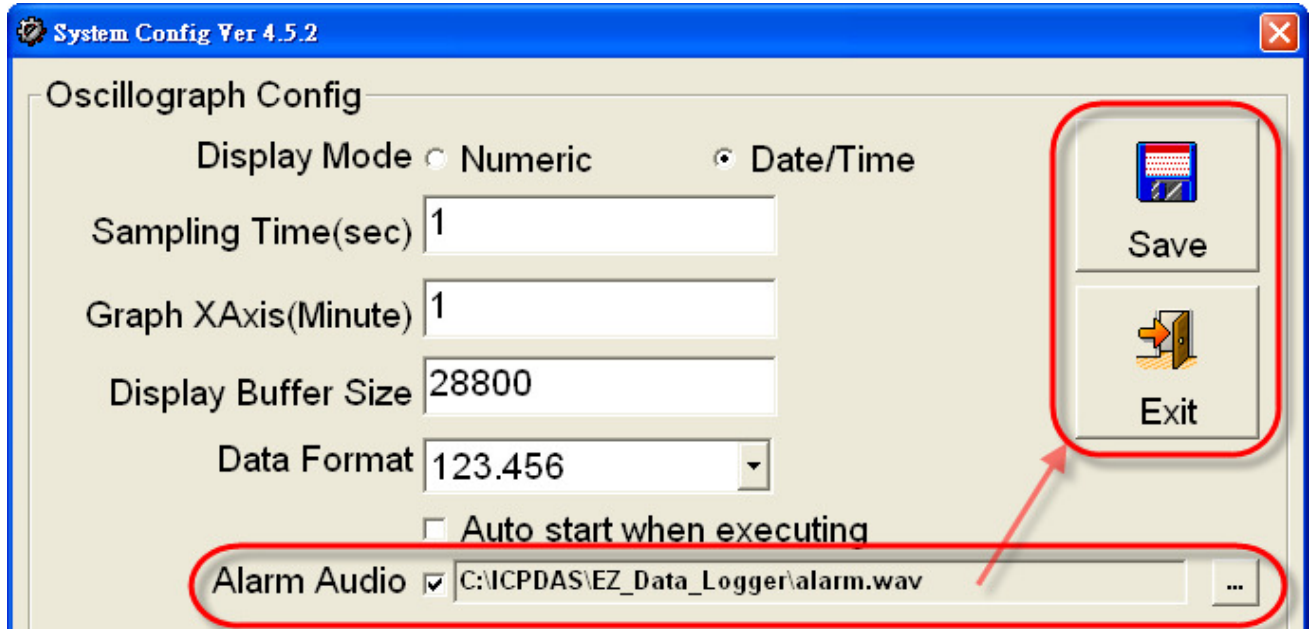 System Config Ver 4.5.2
Oscillograph Config
Display Mode Numeric Date/Time
Sampling Time(sec) 1
Graph XAxis(Minute) 1
Display Buffer Size 28800
Data Format 123.456
Auto start when executing
Alarm Audio C:\ICPDAS\EZ_Data_Logger\alarm.wav ...
Save
Exit